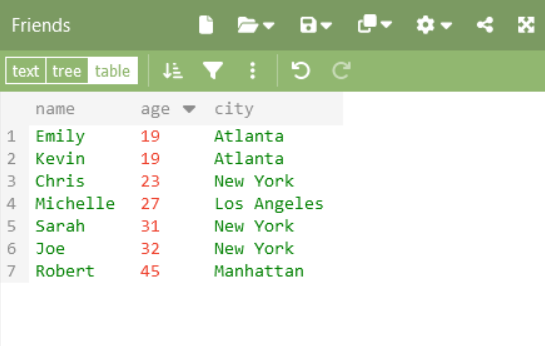 Friends
text tree table
name age city
1 Emily 19 Atlanta
2 Kevin 19 Atlanta
3 Chris 23 New York
4 Michelle 27 Los Angeles
5 Sarah 31 New York
6 Joe 32 New York
7 Robert 45 Manhattan